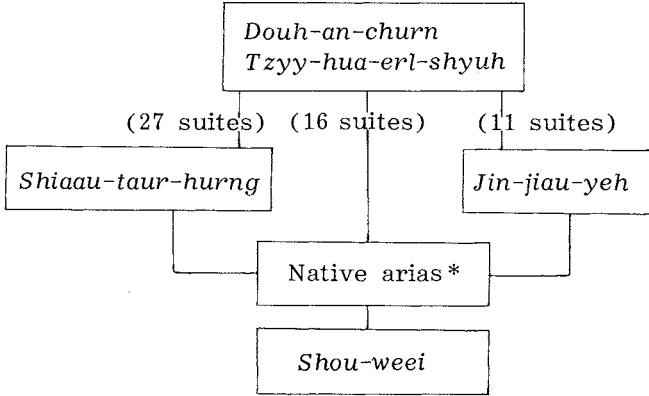 Douh-an-churn
Tzyy-hua-erl-shyuh
(27 suites) (16 suites) (11 suites)
Shiaau-taur-hurng
Jin-jiau-yeh
Native arias*
Shou-weei